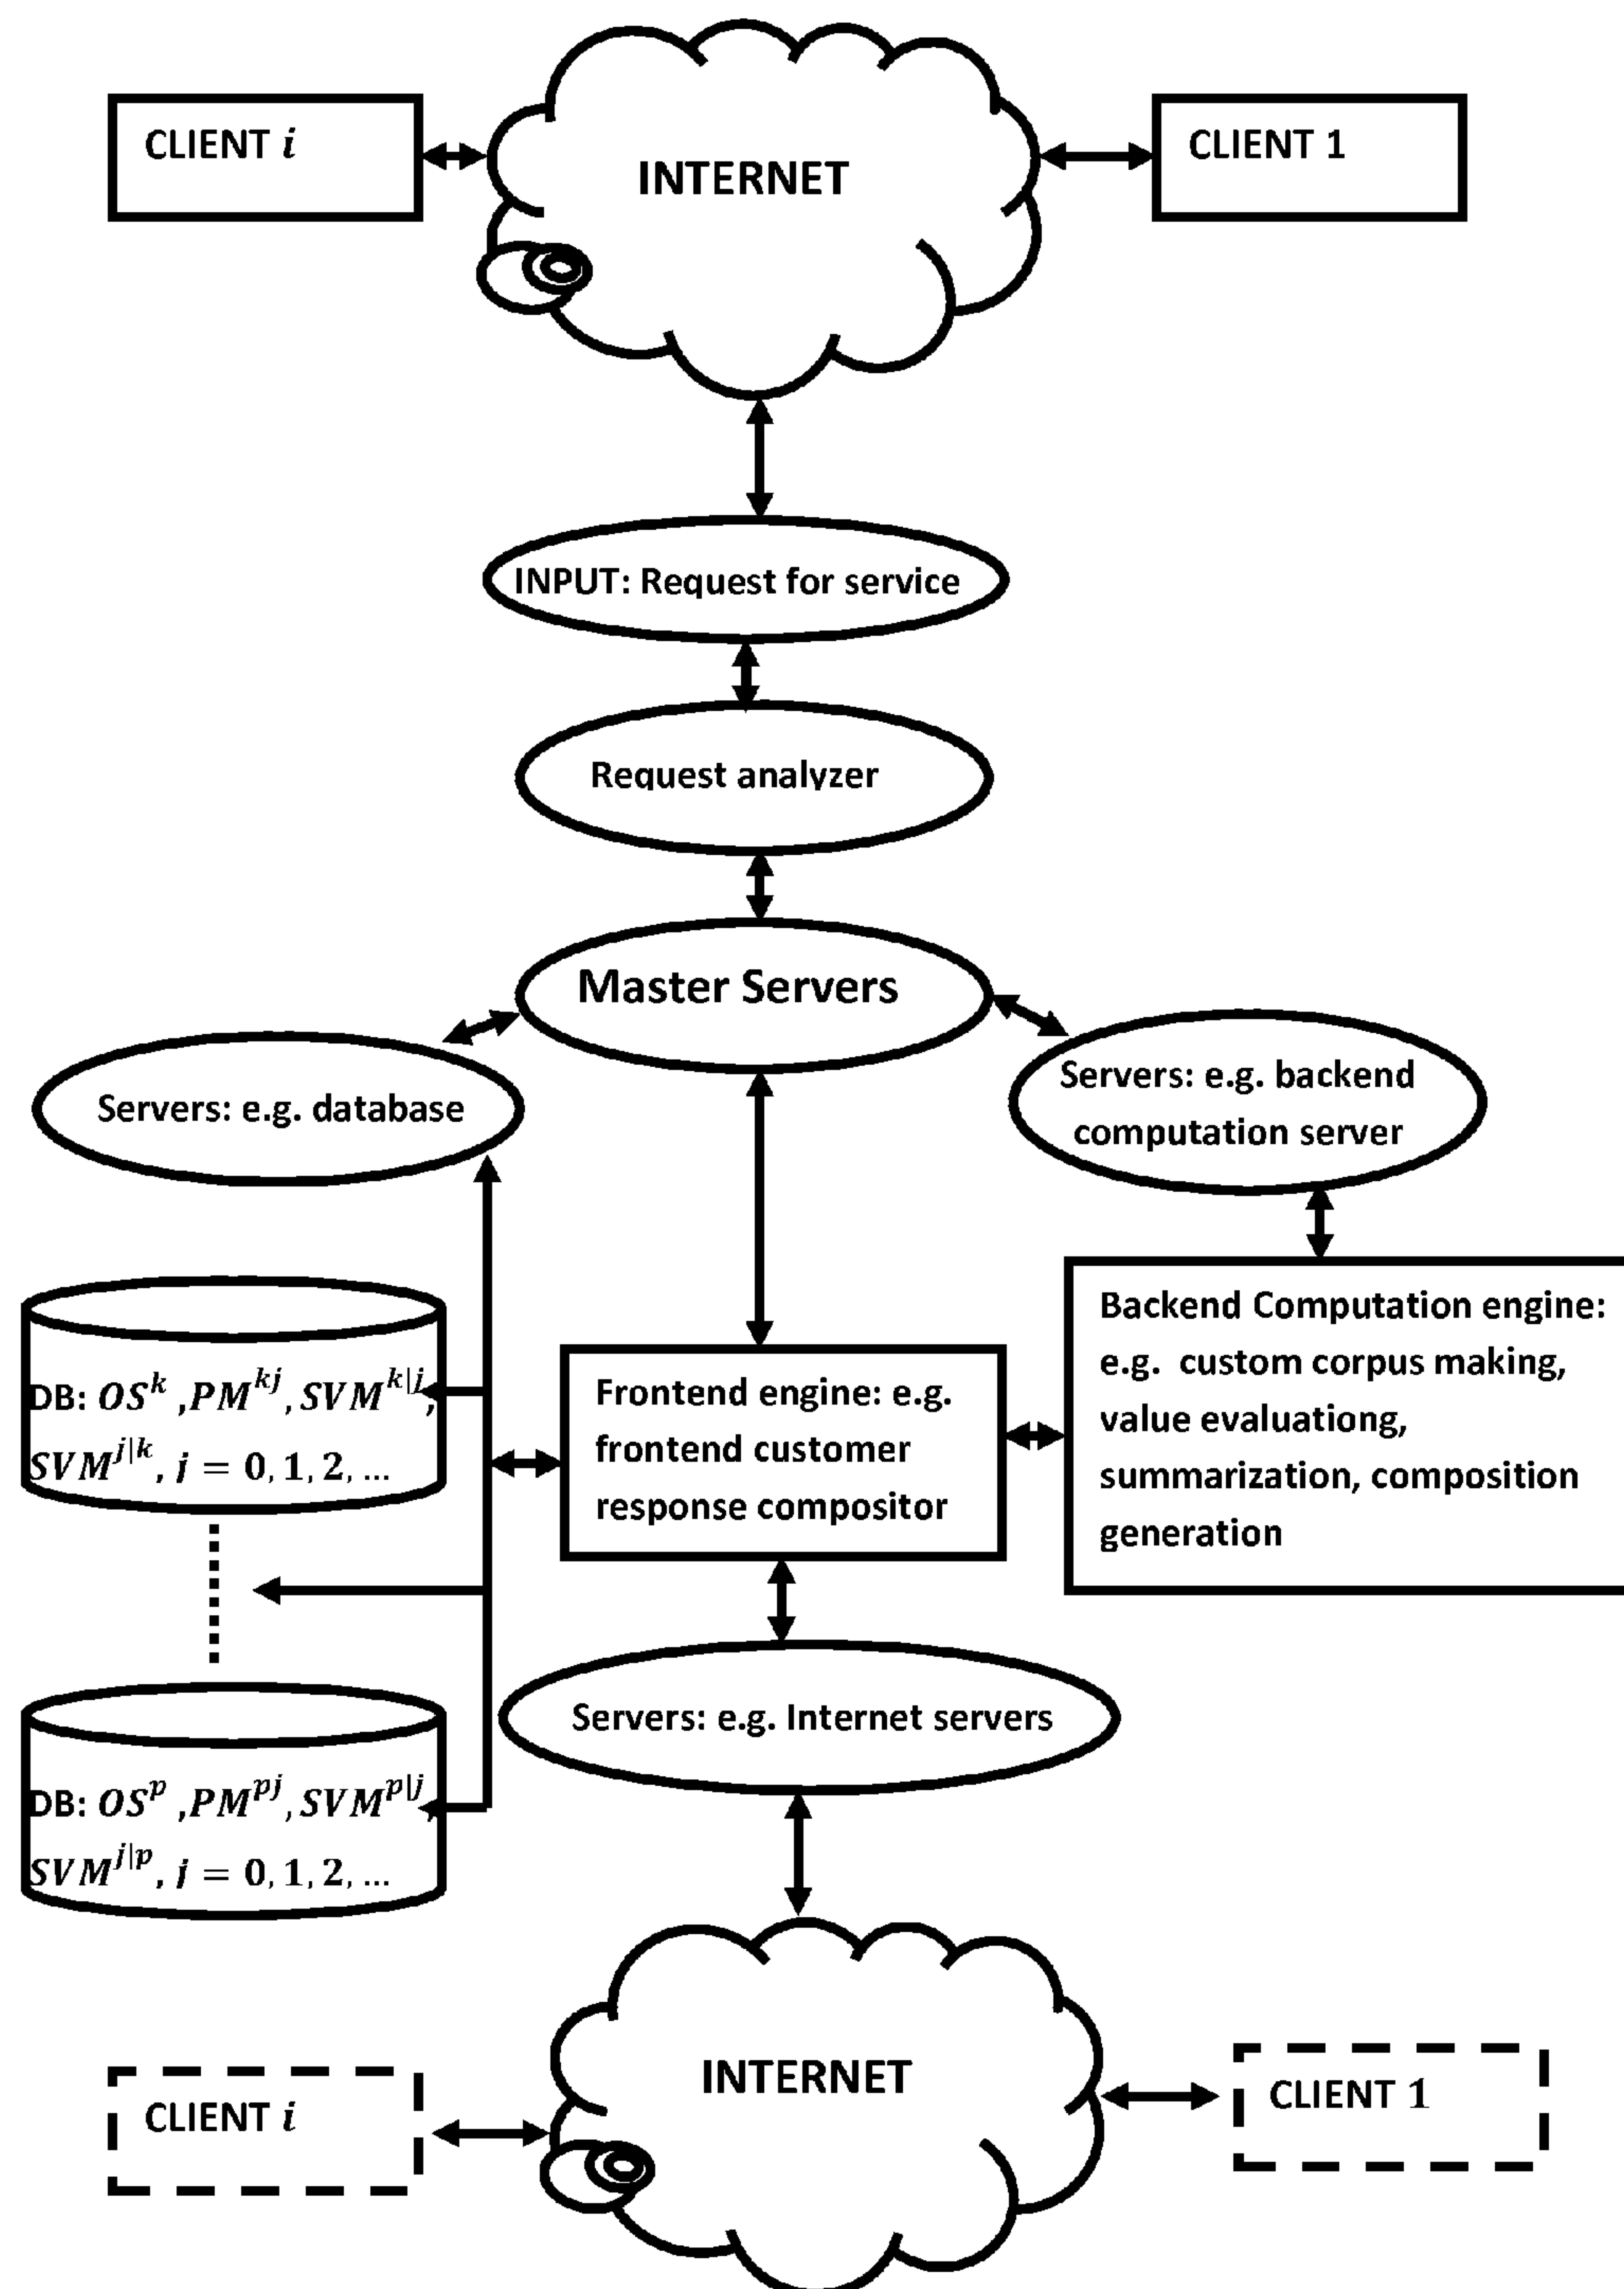 CLIENT i
INTERNET
CLIENT 1
INPUT: Request for service
Request analyzer
Master Servers
Servers: e.g. database
Servers: e.g. backend
computation server
DB: OS^k ,PM^{kj}, SVM^{k|j},
SVM^{j|k}, j = 0, 1, 2, ...
Frontend engine: e.g.
frontend customer
response compositor
Backend Computation engine:
e.g. custom corpus making,
value evaluationg,
summarization, composition
generation
DB: OS^p ,PM^{pj}, SVM^{p|j},
SVM^{j|p}, j = 0, 1, 2, ...
Servers: e.g. Internet servers
CLIENT i
INTERNET
CLIENT 1